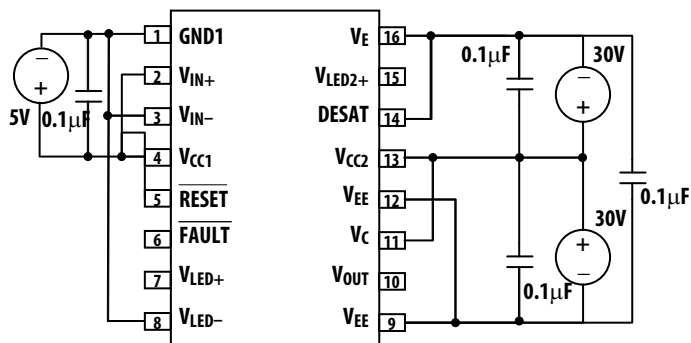 1 GND1 VE 16
2 VIN+ VLED2+ 15
3 VIN- DESAT 14
4 VCC1 VCC2 13
5 RESET VEE 12
6 FAULT VC 11
7 VLED+ VOUT 10
8 VLED- VEE 9
5V
0.1μF
0.1μF
30V
0.1μF
30V
0.1μF
− +
− +
+ −